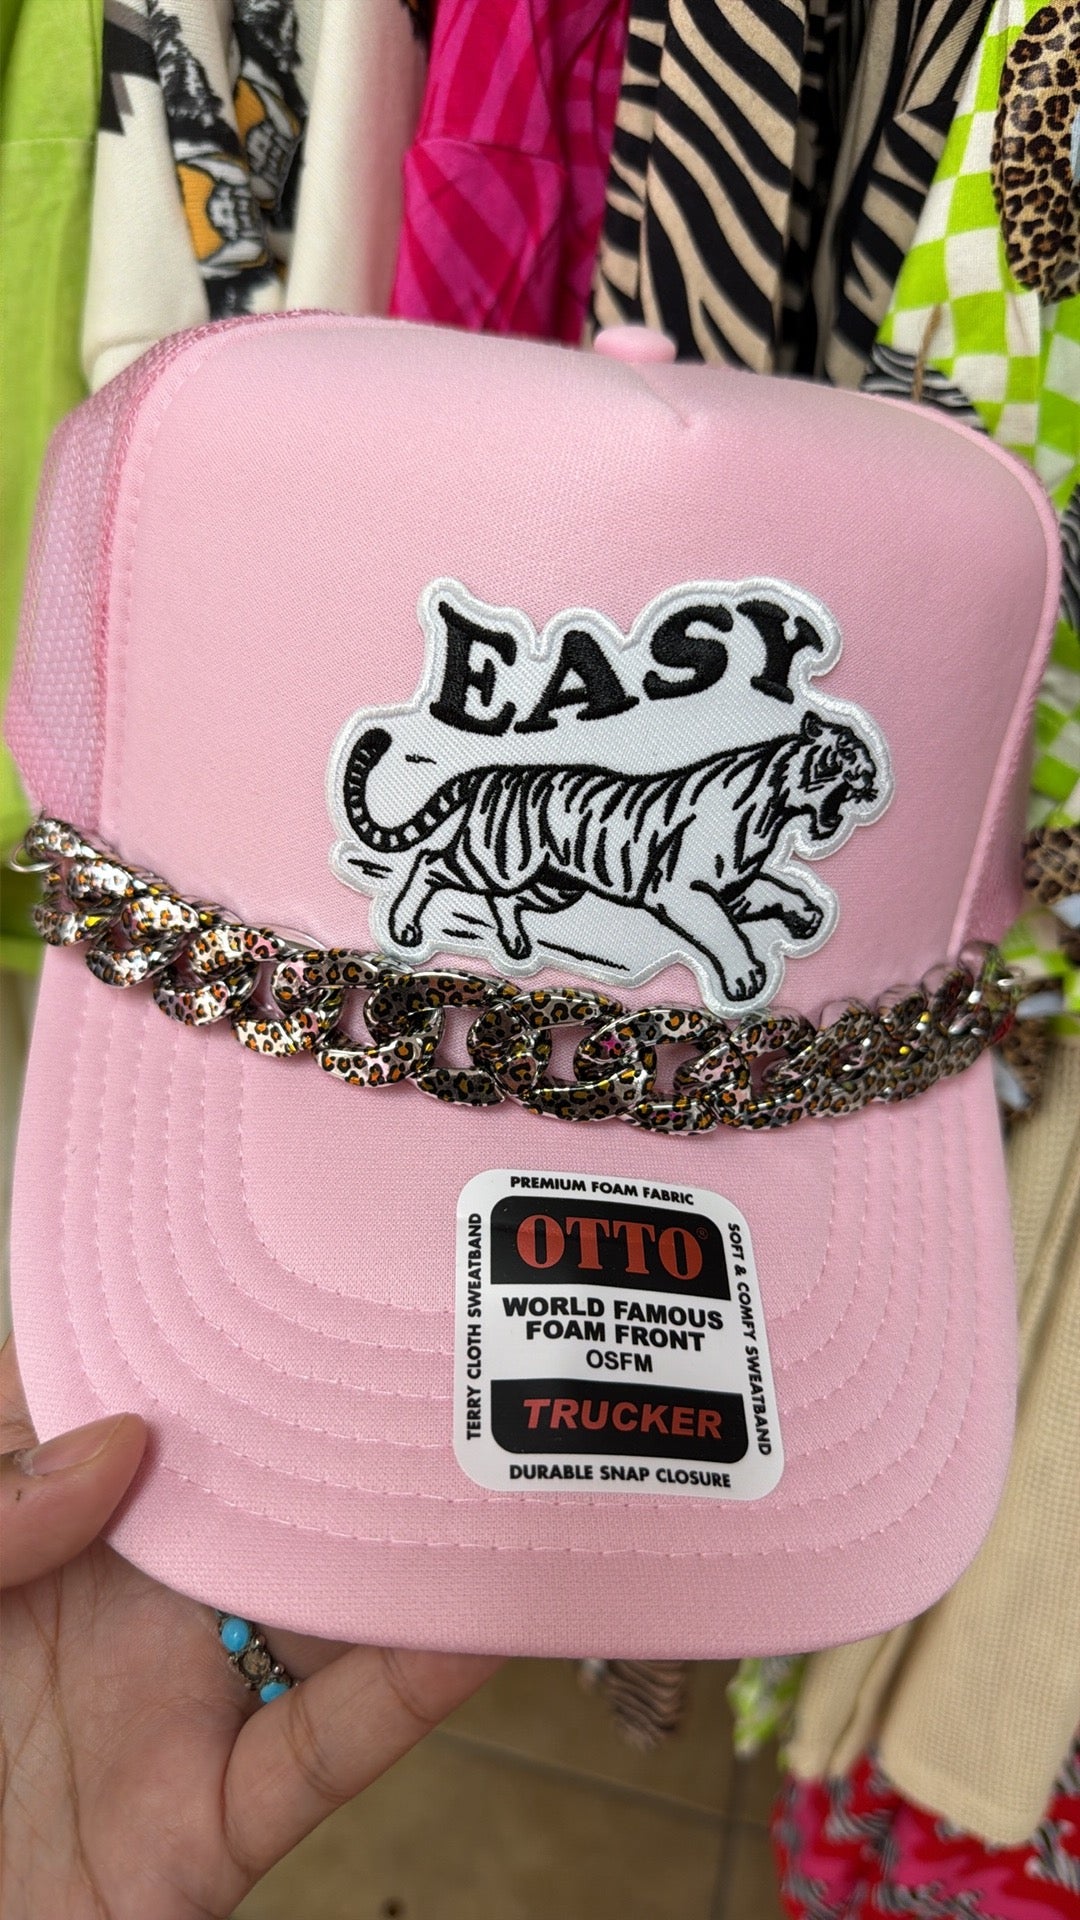 EASY
PREMIUM FOAM FABRIC
OTTO®
WORLD FAMOUS
FOAM FRONT
OSFM
TRUCKER
DURABLE SNAP CLOSURE
TERRY CLOTH SWEATBAND
SOFT & COMFY SWEATBAND